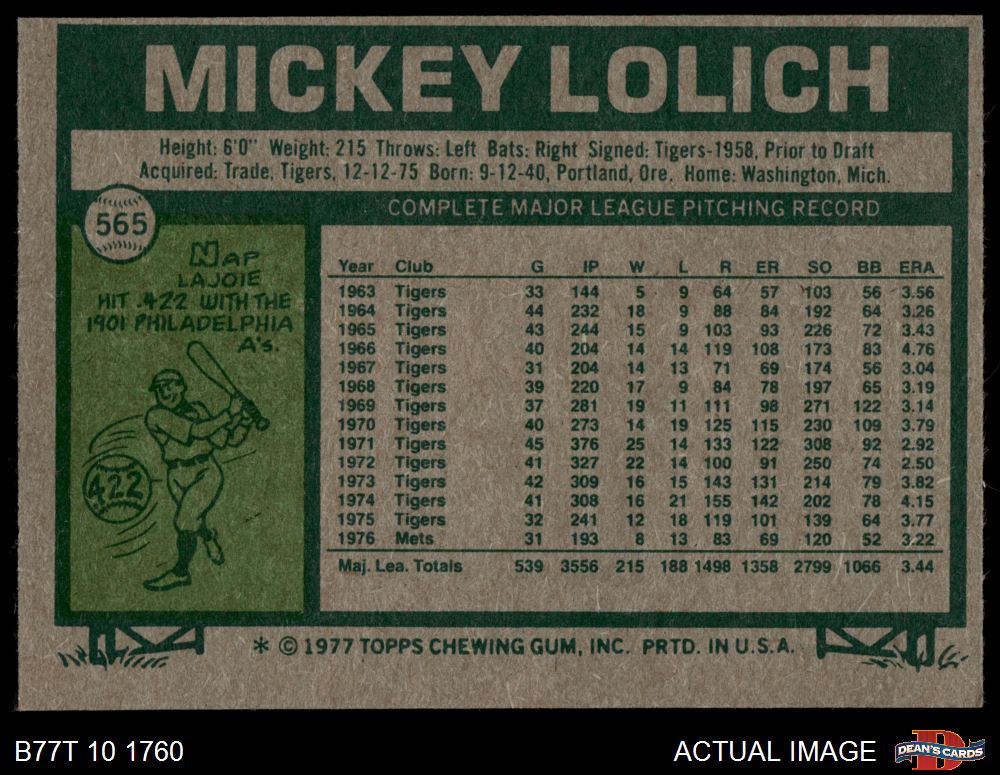 MICKEY LOLICH
Height: 6'0" Weight: 215 Throws: Left Bats: Right Signed: Tigers-1958, Prior to Draft
Acquired: Trade, Tigers, 12-12-75 Born: 9-12-40, Portland, Ore. Home: Washington, Mich.
565
NAP
LAJOIE
HIT .422 WITH THE
1901 PHILADELPHIA
A'S.
422
COMPLETE MAJOR LEAGUE PITCHING RECORD
Year Club G IP W L R ER SO BB ERA
1963 Tigers 33 144 5 9 64 57 103 56 3.56
1964 Tigers 44 232 18 9 88 84 192 64 3.26
1965 Tigers 43 244 15 9 103 93 226 72 3.43
1966 Tigers 40 204 14 14 119 108 173 83 4.76
1967 Tigers 31 204 14 13 71 69 174 56 3.04
1968 Tigers 39 220 17 9 84 78 197 65 3.19
1969 Tigers 37 281 19 11 111 98 271 122 3.14
1970 Tigers 40 273 14 19 125 115 230 109 3.79
1971 Tigers 45 376 25 14 133 122 308 92 2.92
1972 Tigers 41 327 22 14 100 91 250 74 2.50
1973 Tigers 42 309 16 15 143 131 214 79 3.82
1974 Tigers 41 308 16 21 155 142 202 78 4.15
1975 Tigers 32 241 12 18 119 101 139 64 3.77
1976 Mets 31 193 8 13 83 69 120 52 3.22
Maj. Lea. Totals 539 3556 215 188 1498 1358 2799 1066 3.44
* © 1977 TOPPS CHEWING GUM, INC. PRTD. IN U.S.A.
B77T 10 1760
ACTUAL IMAGE
D
DEAN'S CARDS